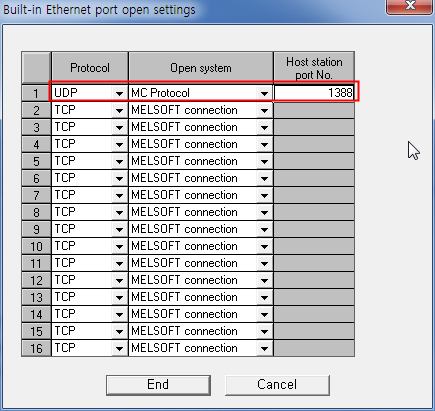 Built-in Ethernet port open settings
Protocol Open system Host station
port No.
1 UDP MC Protocol 1388
2 TCP MELSOFT connection
3 TCP MELSOFT connection
4 TCP MELSOFT connection
5 TCP MELSOFT connection
6 TCP MELSOFT connection
7 TCP MELSOFT connection
8 TCP MELSOFT connection
9 TCP MELSOFT connection
10 TCP MELSOFT connection
11 TCP MELSOFT connection
12 TCP MELSOFT connection
13 TCP MELSOFT connection
14 TCP MELSOFT connection
15 TCP MELSOFT connection
16 TCP MELSOFT connection
End Cancel